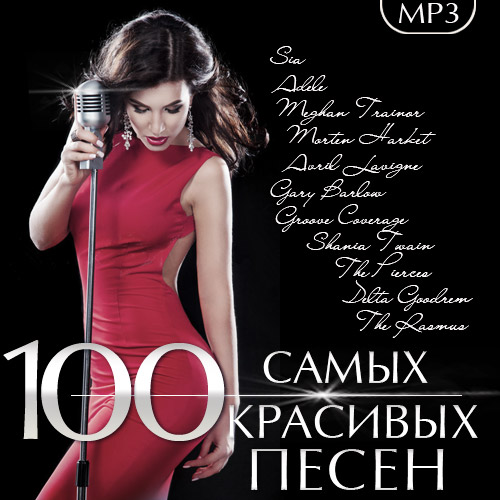 MP3
Sia
Adele
Meghan Trainor
Morten Harket
Avril Lavigne
Gary Barlow
Groove Coverage
Shania Twain
The Pierces
Delta Goodrem
The Rasmus
100 САМЫХ
КРАСИВЫХ
ПЕСЕН